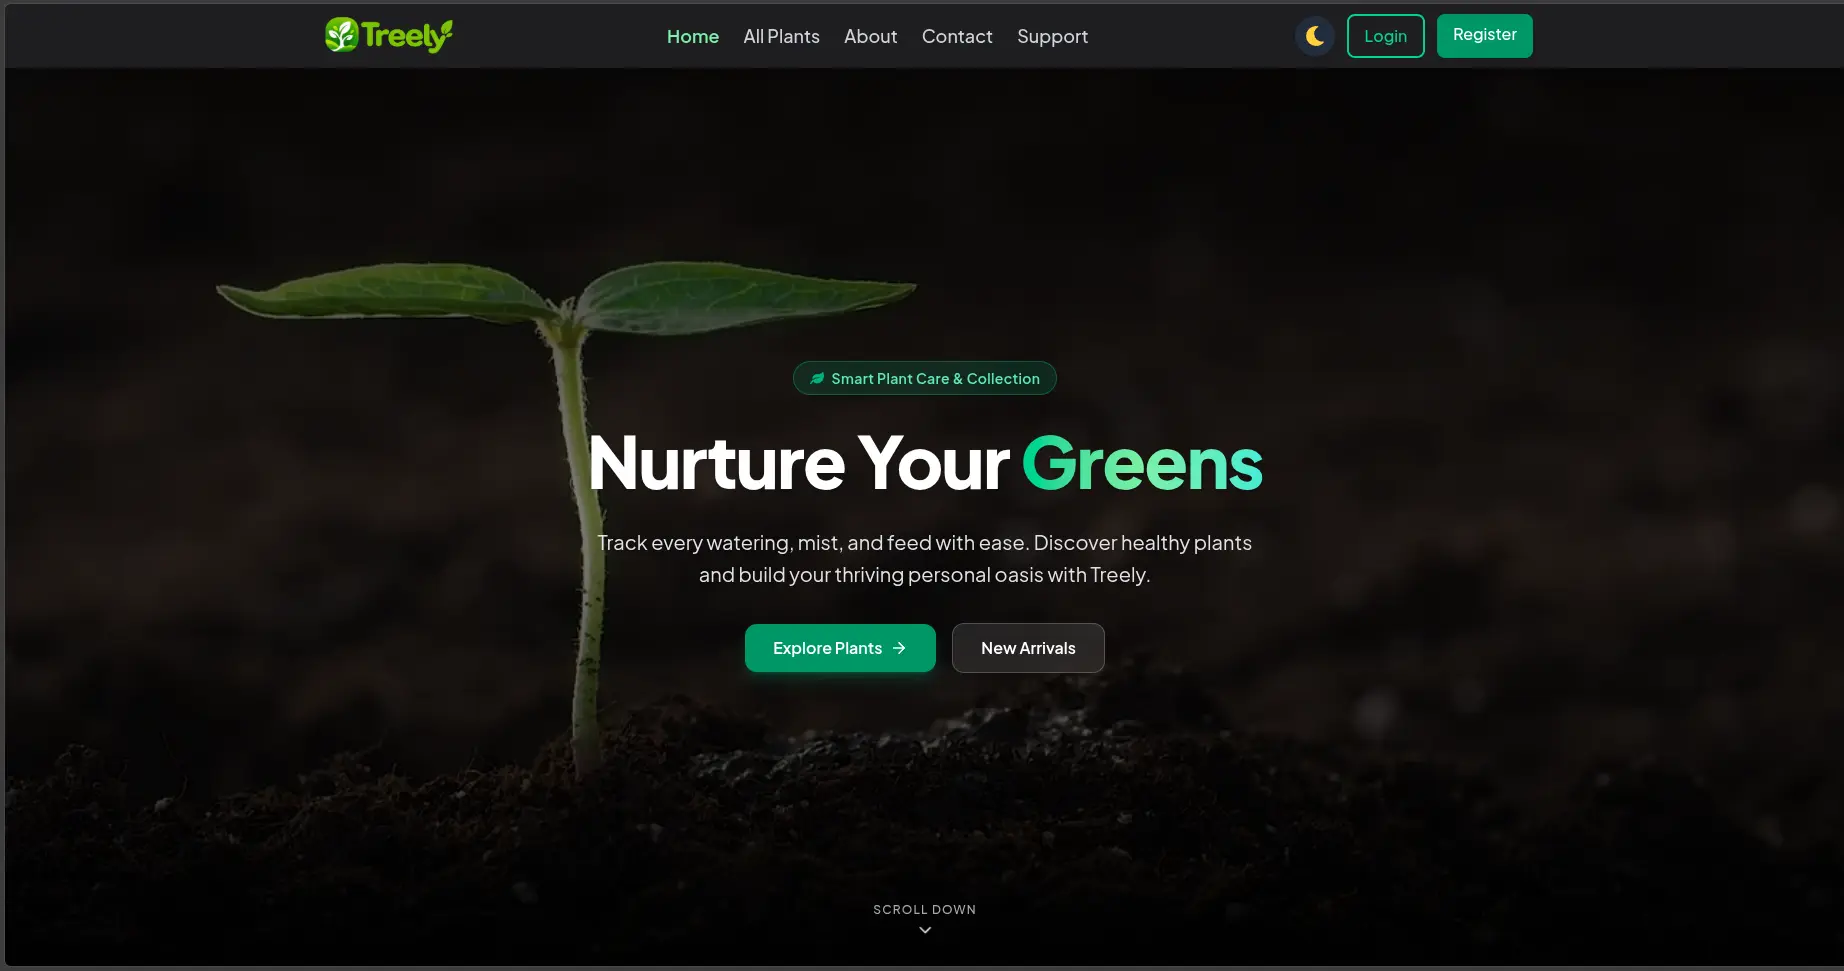 Treely
Home All Plants About Contact Support
Login Register
Smart Plant Care & Collection
Nurture Your Greens
Track every watering, mist, and feed with ease. Discover healthy plants
and build your thriving personal oasis with Treely.
Explore Plants → New Arrivals
SCROLL DOWN